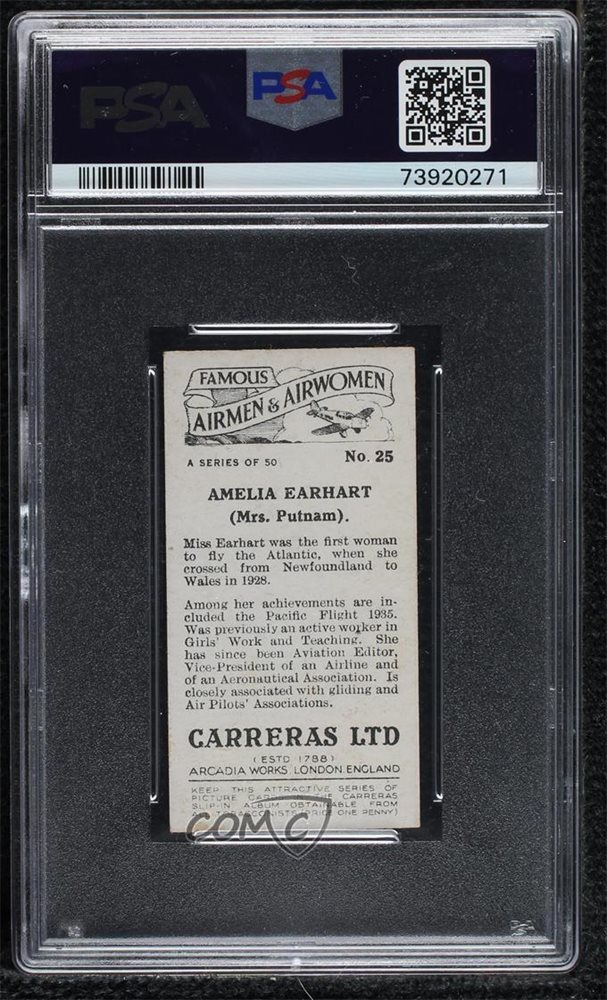 PSA
PSA
73920271
FAMOUS
AIRMEN & AIRWOMEN
A SERIES OF 50 No. 25
AMELIA EARHART
(Mrs. Putnam).
Miss Earhart was the first woman
to fly the Atlantic, when she
crossed from Newfoundland to
Wales in 1928.
Among her achievements are in-
cluded the Pacific Flight 1935.
Was previously an active worker in
Girls' Work and Teaching. She
has since been Aviation Editor,
Vice-President of an Airline and
of an Aeronautical Association. Is
closely associated with gliding and
Air Pilots' Associations.
CARRERAS LTD
(ESTD 1788)
ARCADIA WORKS, LONDON, ENGLAND
KEEP THIS ATTRACTIVE SERIES OF
PICTURE THE CARRERAS
SLIP-IN ALBUM OBTAINABLE FROM
PRICE ONE PENNY)
COMC